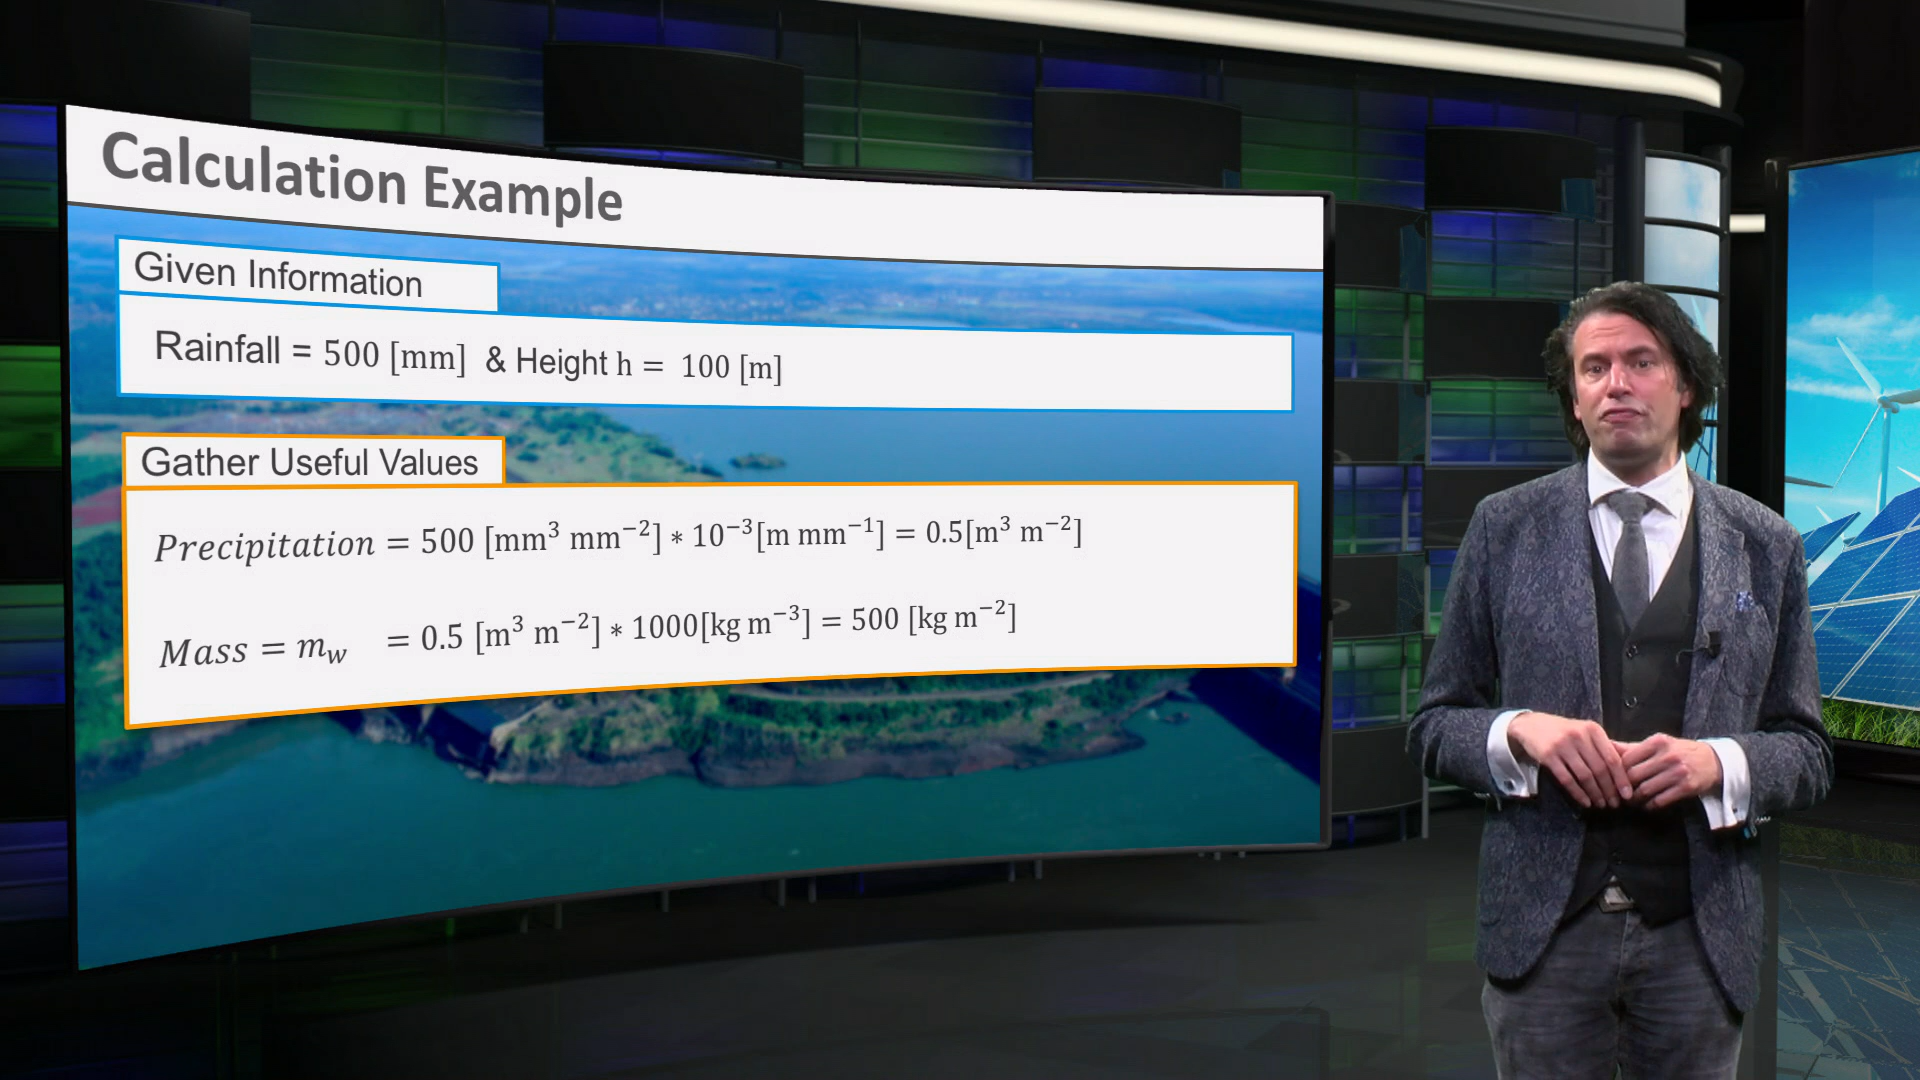 Calculation Example
Given Information
Rainfall = 500 [mm] & Height h = 100 [m]
Gather Useful Values
Precipitation = 500 [mm³ mm⁻²] * 10⁻³[m mm⁻¹] = 0.5[m³ m⁻²]
Mass = m_w = 0.5 [m³ m⁻²] * 1000[kg m⁻³] = 500 [kg m⁻²]